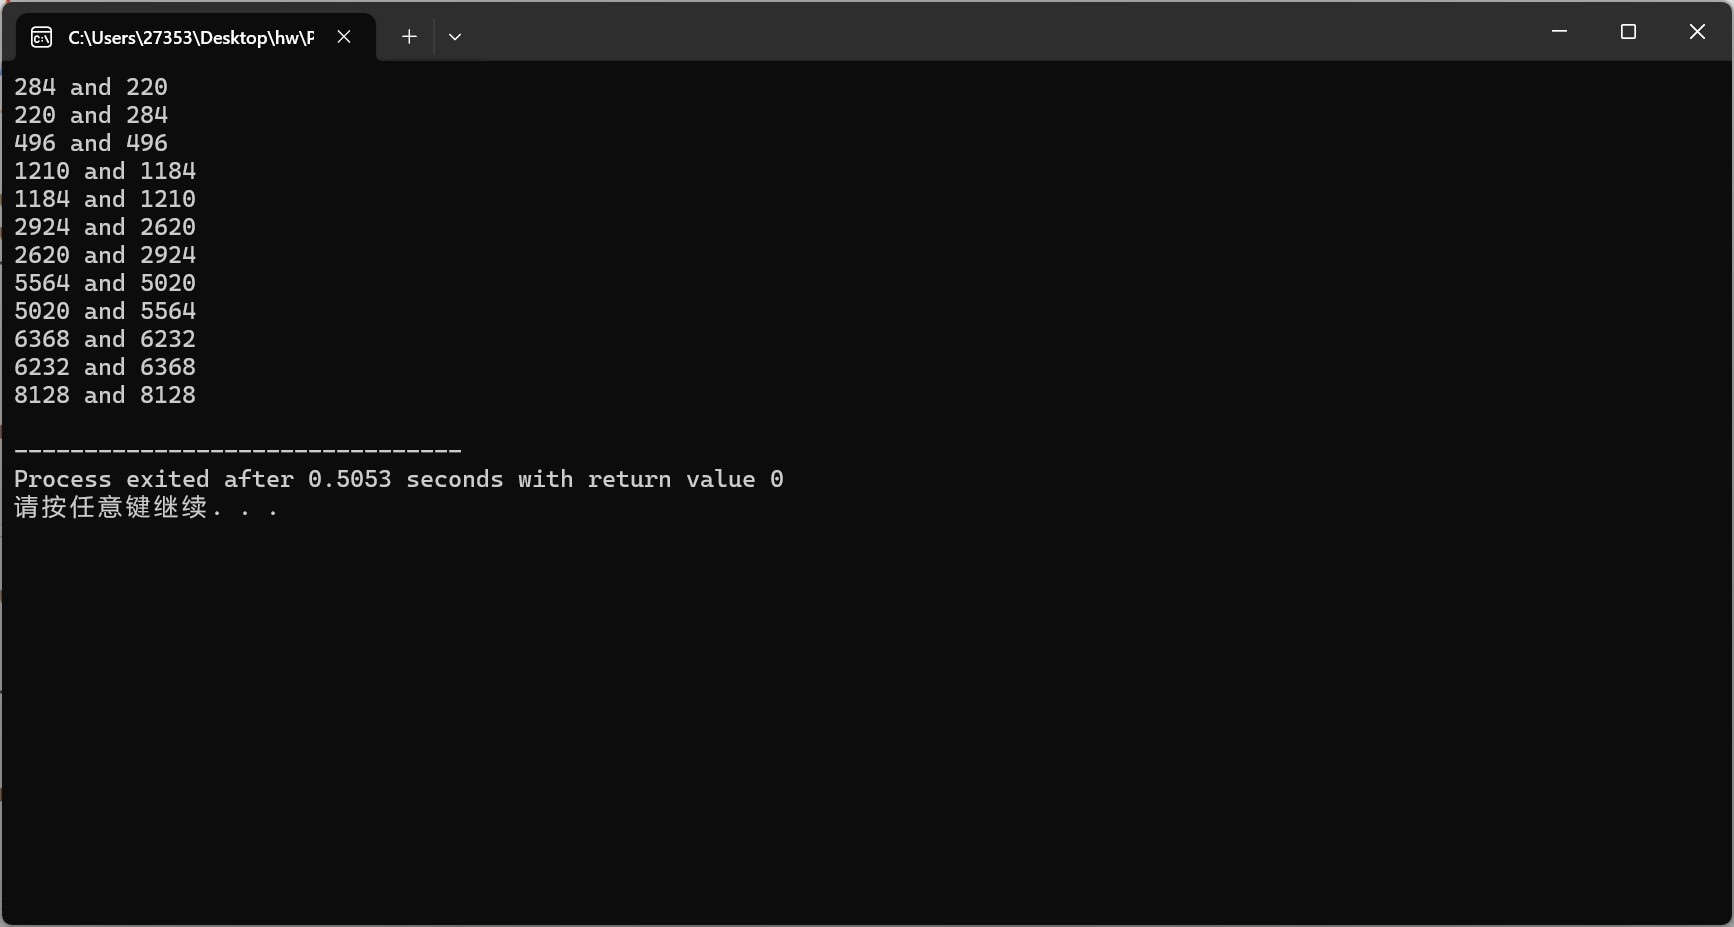 C:\Users\27353\Desktop\hw\P
284 and 220
220 and 284
496 and 496
1210 and 1184
1184 and 1210
2924 and 2620
2620 and 2924
5564 and 5020
5020 and 5564
6368 and 6232
6232 and 6368
8128 and 8128
--------------------------------
Process exited after 0.5053 seconds with return value 0
请按任意键继续. . .